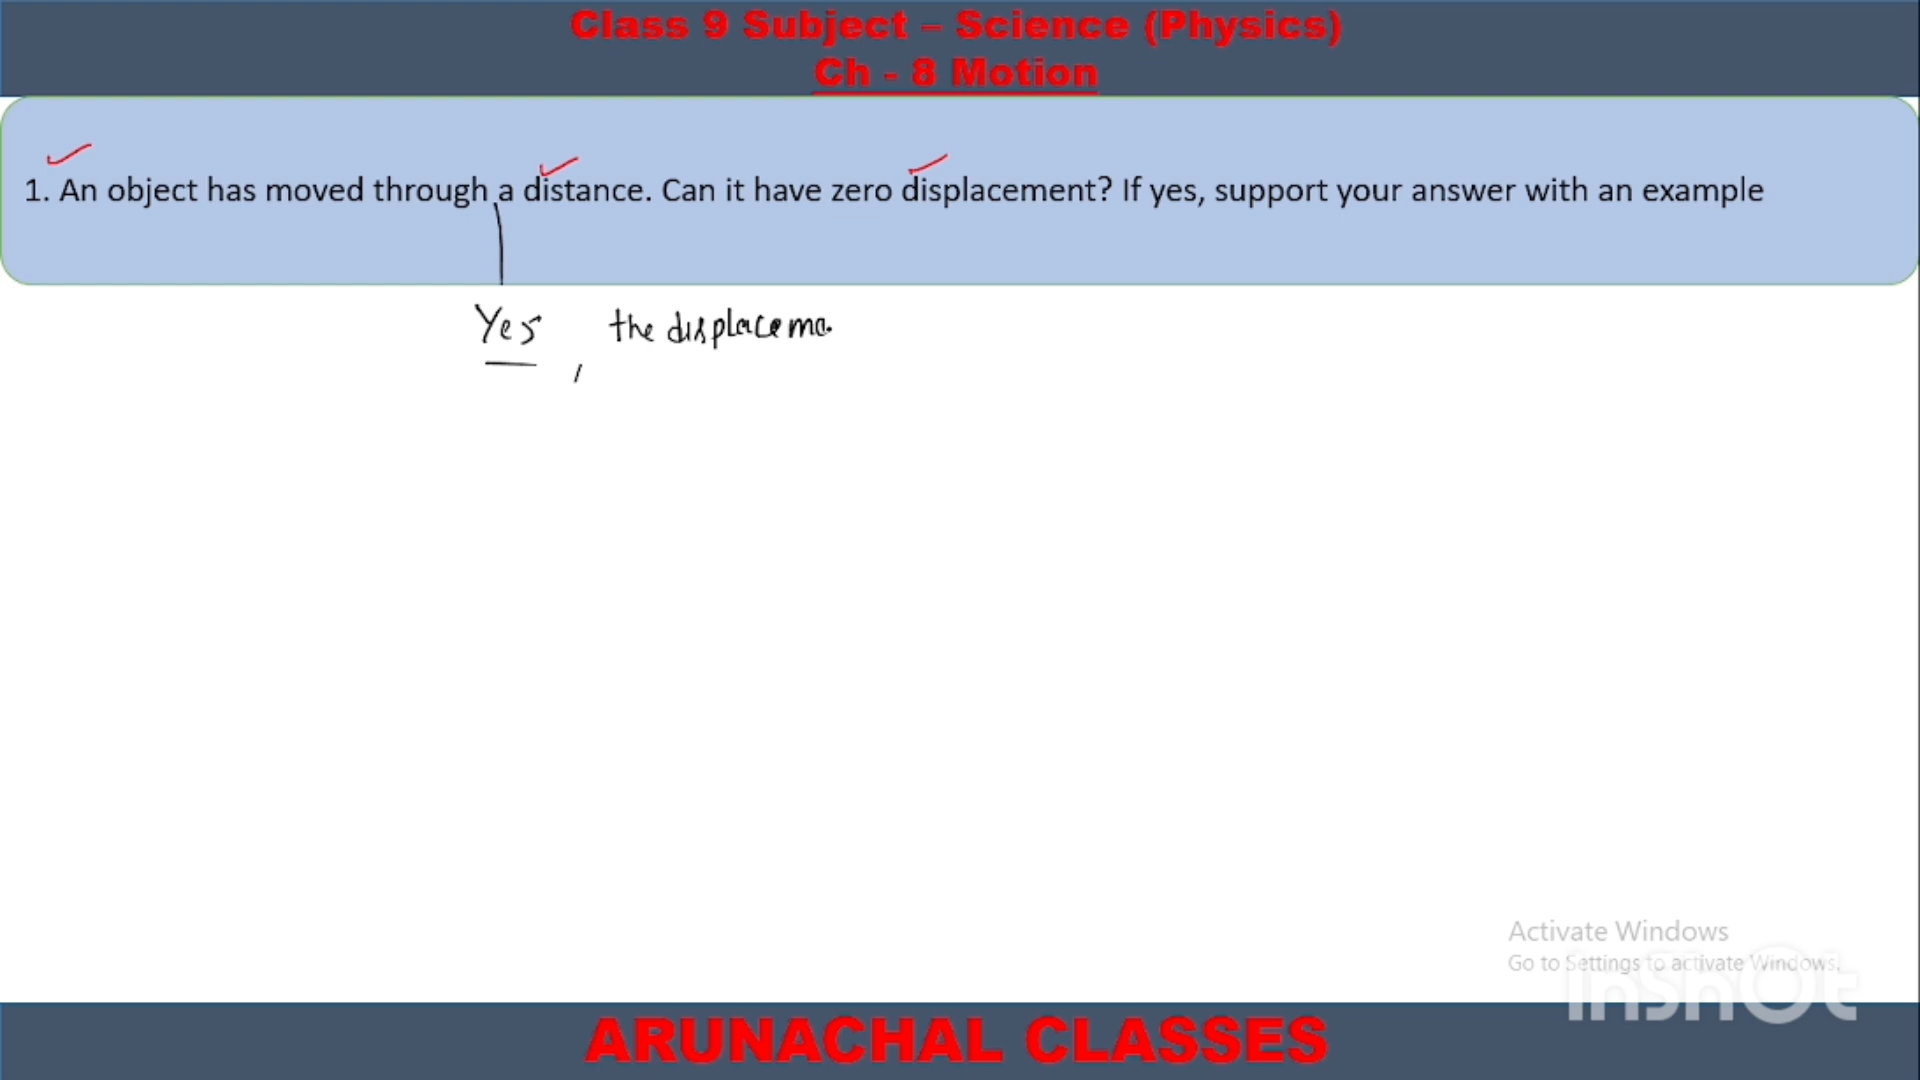 Class 9 Subject – Science (Physics)
Ch - 8 Motion
1. An object has moved through a distance. Can it have zero displacement? If yes, support your answer with an example
Yes , the displaceme
Activate Windows
Go to Settings to activate Windows.
InShOt
ARUNACHAL CLASSES